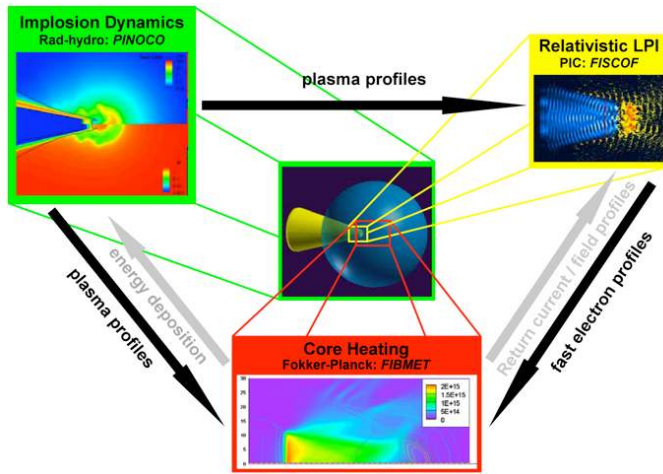 Implosion Dynamics
Rad-hydro: PINOCO
plasma profiles
Relativistic LPI
PIC: FISCOF
energy deposition
plasma profiles
Return current / field profiles
fast electron profiles
Core Heating
Fokker-Planck: FIBMET
30
25
20
15
10
5
0
2E+15
1.5E+15
1E+15
5E+14
0